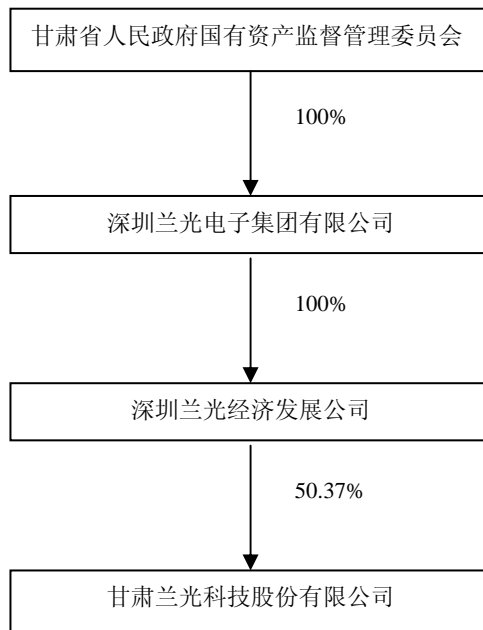 甘肃省人民政府国有资产监督管理委员会
100%
深圳兰光电子集团有限公司
100%
深圳兰光经济发展公司
50.37%
甘肃兰光科技股份有限公司